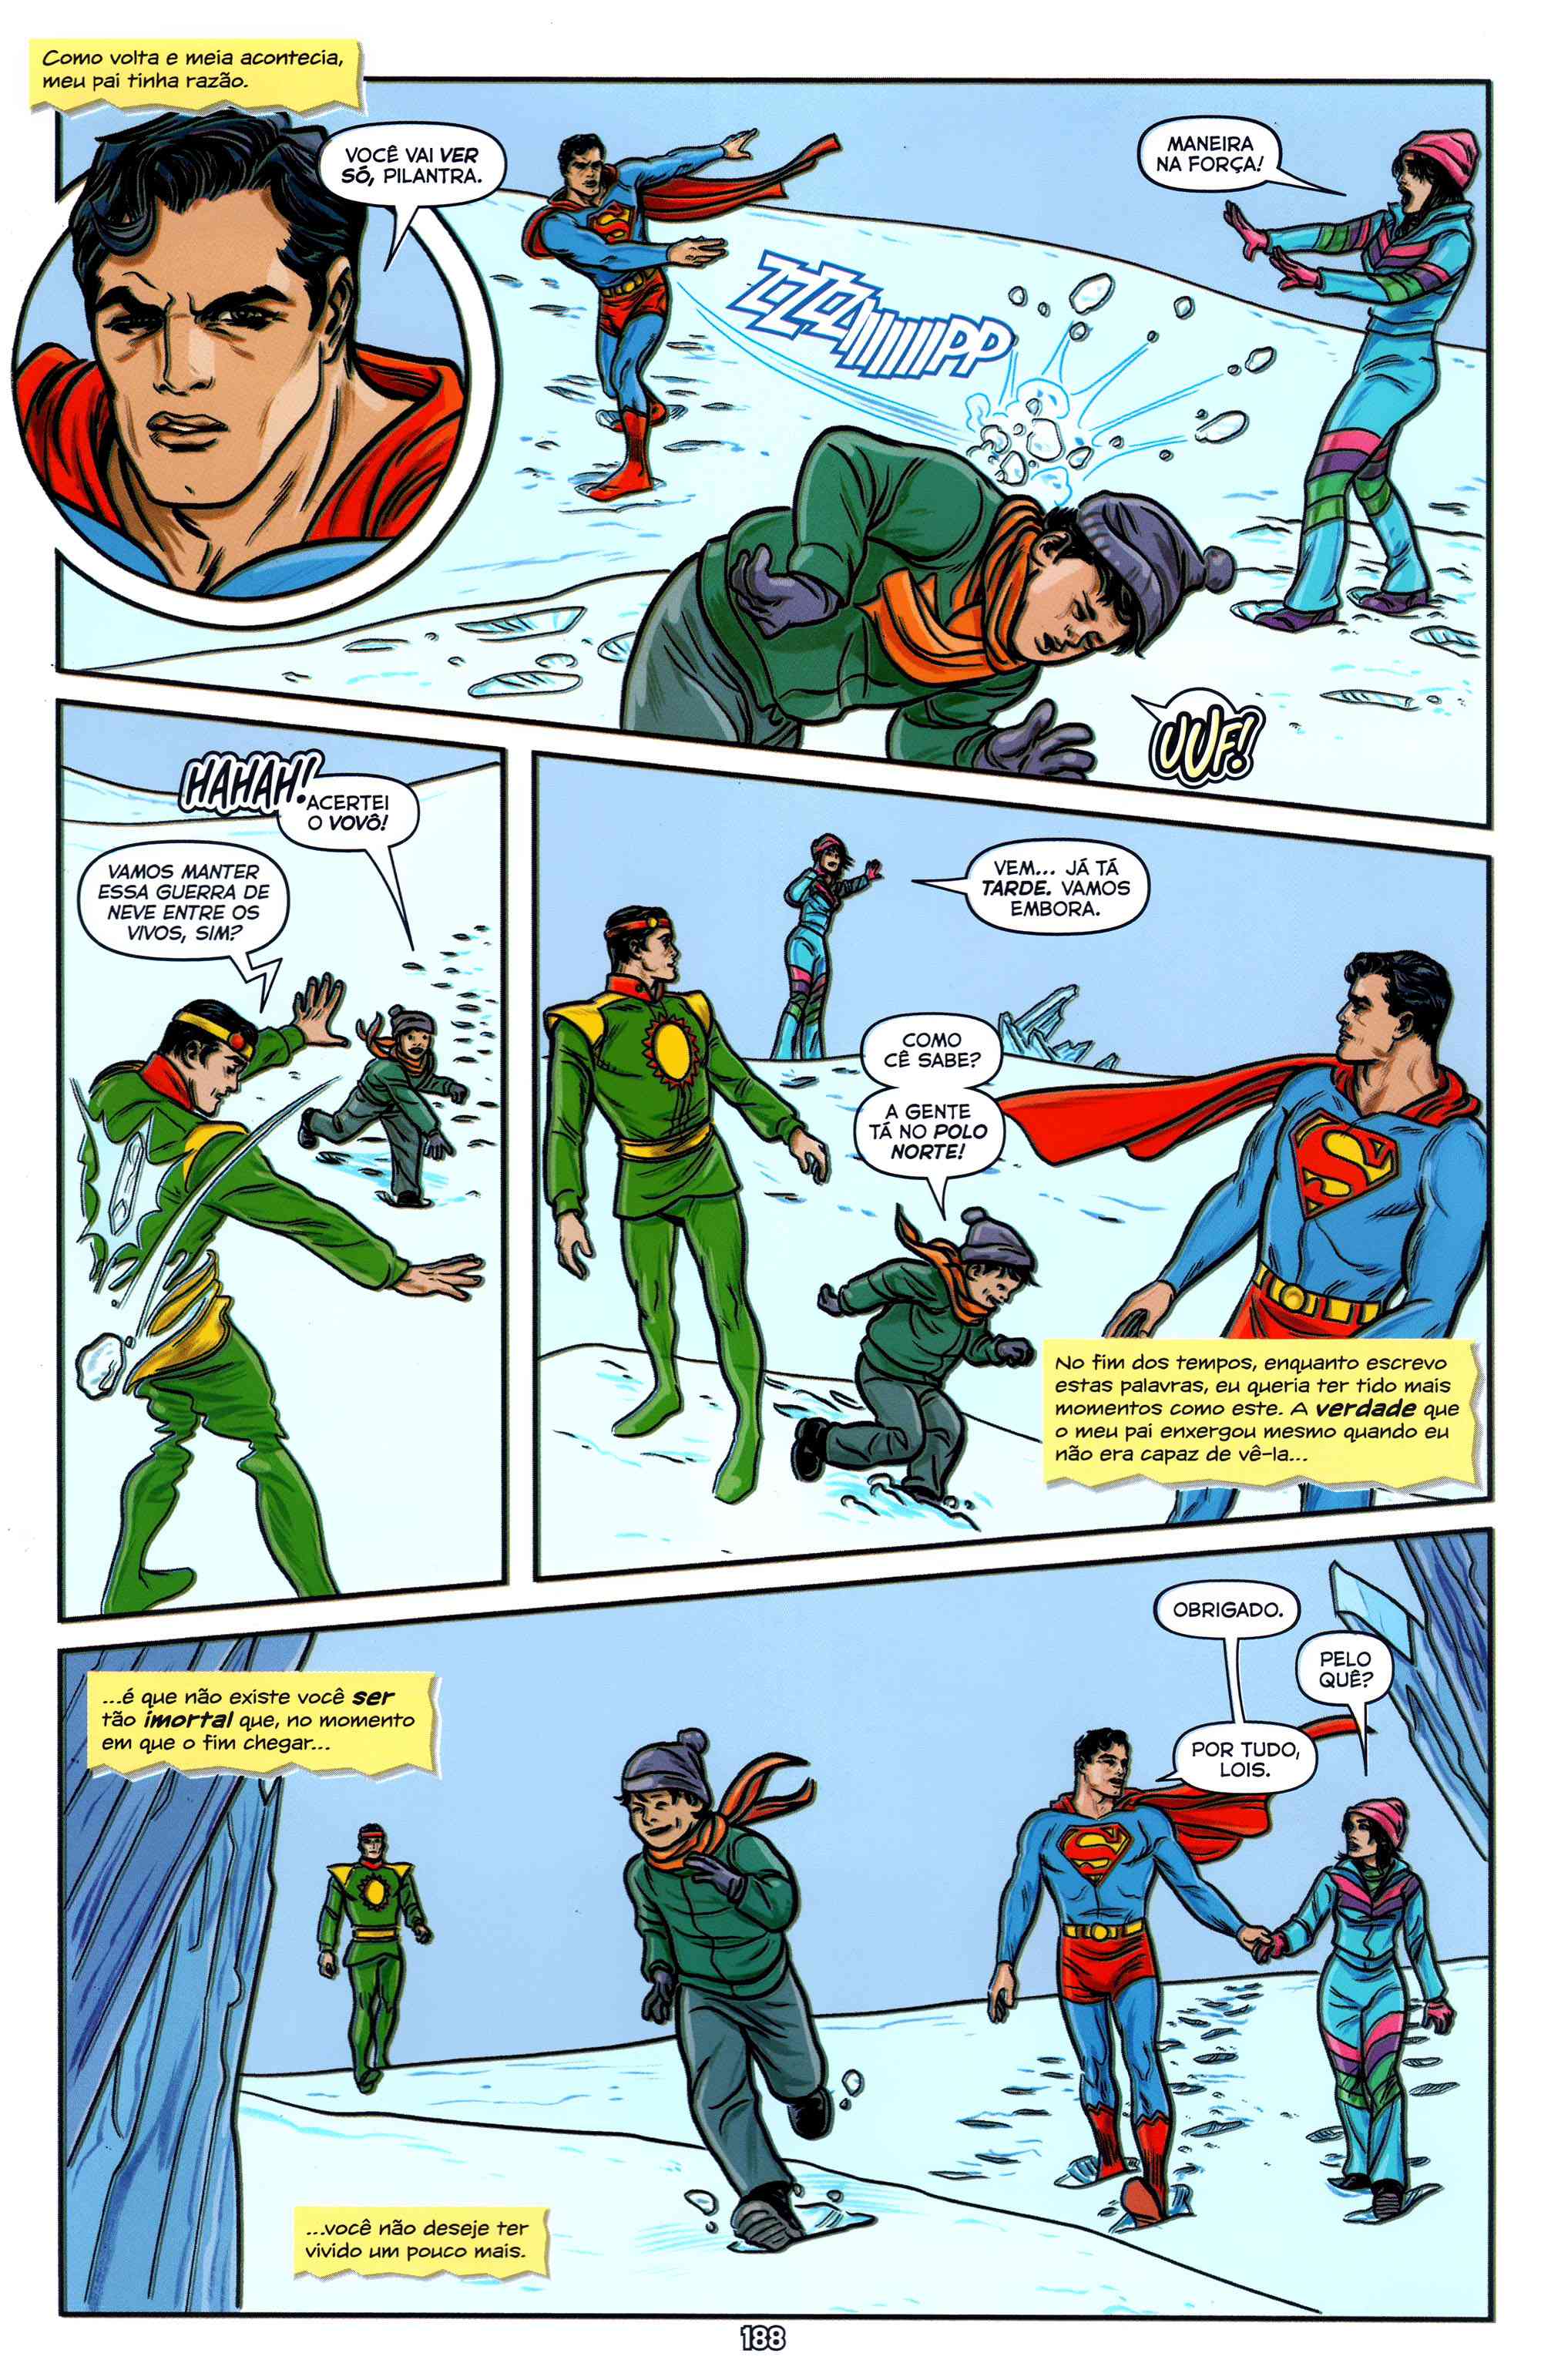 Como volta e meia acontecia,
meu pai tinha razão.
VOCÊ VAI VER
SÓ, PILANTRA.
MANEIRA
NA FORÇA!
ZZZIIIIIIIPP
UUF!
HAHAH!
ACERTEI
O VOVÔ!
VAMOS MANTER
ESSA GUERRA DE
NEVE ENTRE OS
VIVOS, SIM?
VEM... JÁ TÁ
TARDE. VAMOS
EMBORA.
COMO
CÊ SABE?
A GENTE
TÁ NO POLO
NORTE!
No fim dos tempos, enquanto escrevo
estas palavras, eu queria ter tido mais
momentos como este. A verdade que
o meu pai enxergou mesmo quando eu
não era capaz de vê-la...
...é que não existe você ser
tão imortal que, no momento
em que o fim chegar...
OBRIGADO.
PELO
QUÊ?
POR TUDO,
LOIS.
...você não deseje ter
vivido um pouco mais.
188